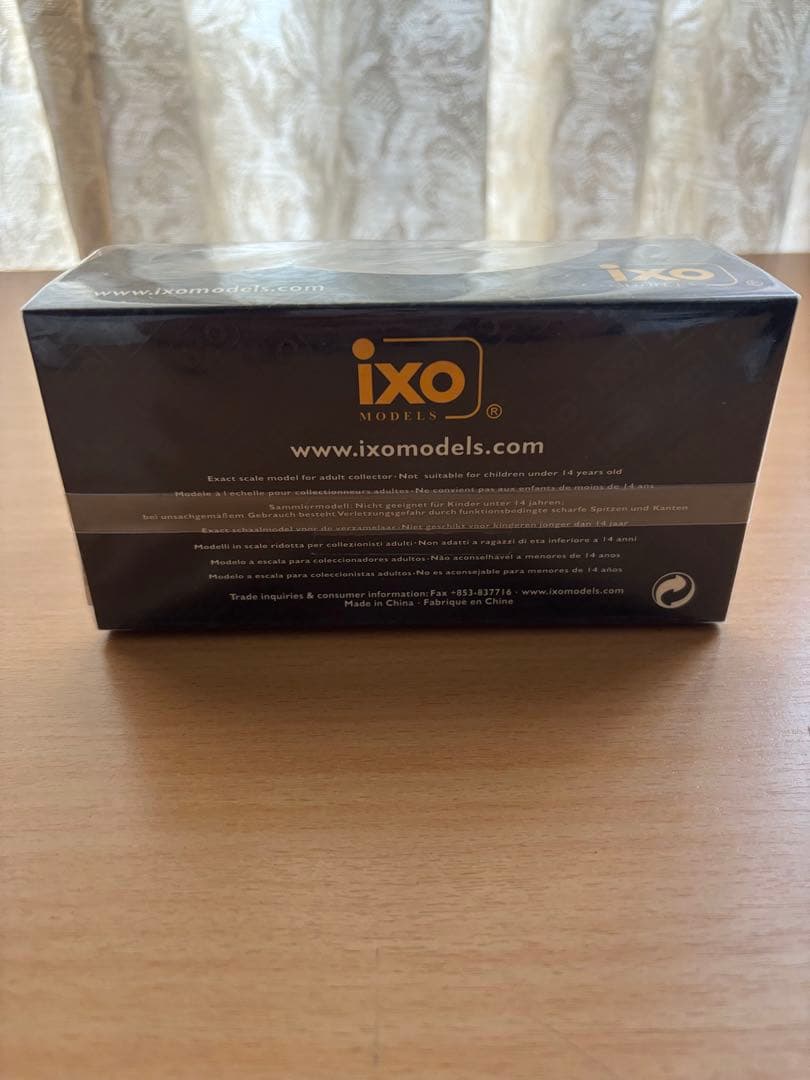 www.ixomodels.com
ixo
MODELS ®
ixo
MODELS ®
www.ixomodels.com
Exact scale model for adult collector - Not suitable for children under 14 years old
Modèle à l echelle pour collectionneurs adultes - Ne convient pas aux enfants de moins de 14 ans
Sammlermodell: Nicht geeignet für Kinder unter 14 jahren.
bei unsachgemäßem Gebrauch besteht Verletzungsgefahr durch funktionsbedingte scharfe Spitzen und Kanten
Exact schaalmodel voor de verzamelaar - Niet geschikt voor kinderen jonger dan 14 jaar
Modelli in scale ridotta per collezionisti adulti - Non adatti a ragazzi di eta inferiore a 14 anni
Modelo à escala para coleccionadores adultos - Não aconselhável a menores de 14 anos
Modelo a escala para coleccionistas adultos - No es aconsejable para menores de 14 años
Trade inquiries & consumer information: Fax +853-837716 - www.ixomodels.com
Made in China - Fabrique en Chine